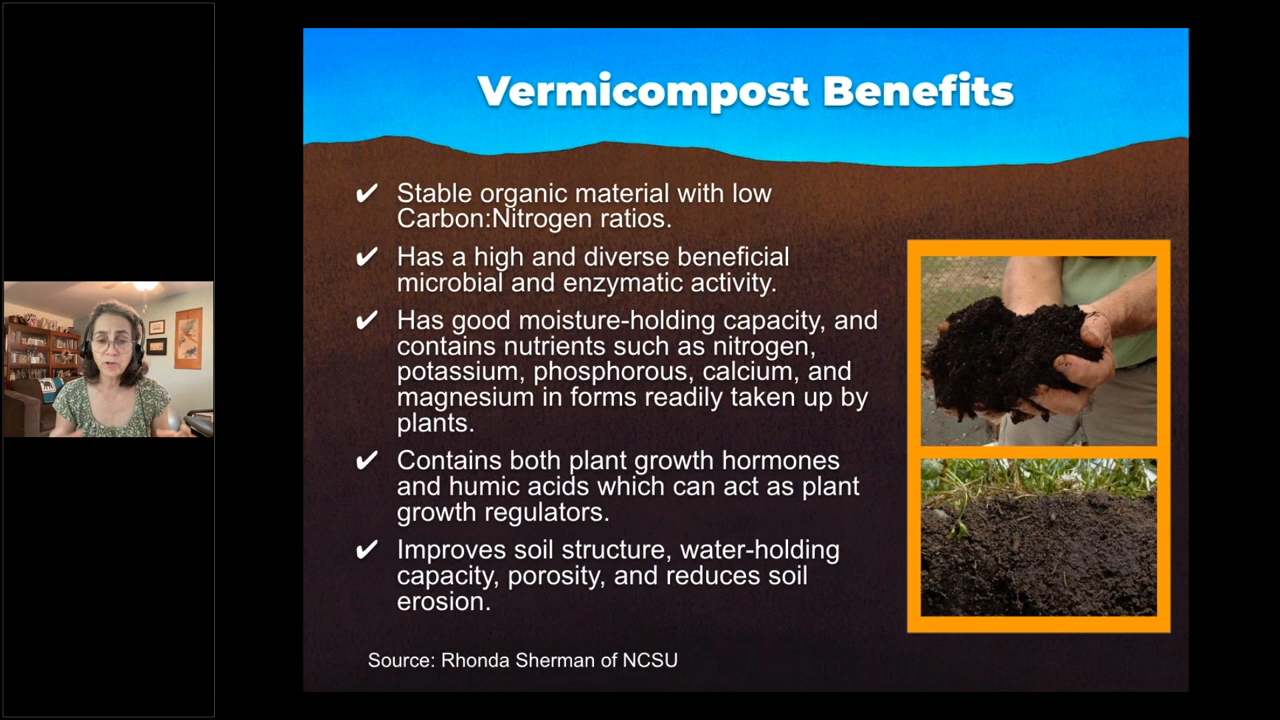 Vermicompost Benefits
✔ Stable organic material with low
Carbon:Nitrogen ratios.
✔ Has a high and diverse beneficial
microbial and enzymatic activity.
✔ Has good moisture-holding capacity, and
contains nutrients such as nitrogen,
potassium, phosphorous, calcium, and
magnesium in forms readily taken up by
plants.
✔ Contains both plant growth hormones
and humic acids which can act as plant
growth regulators.
✔ Improves soil structure, water-holding
capacity, porosity, and reduces soil
erosion.
Source: Rhonda Sherman of NCSU